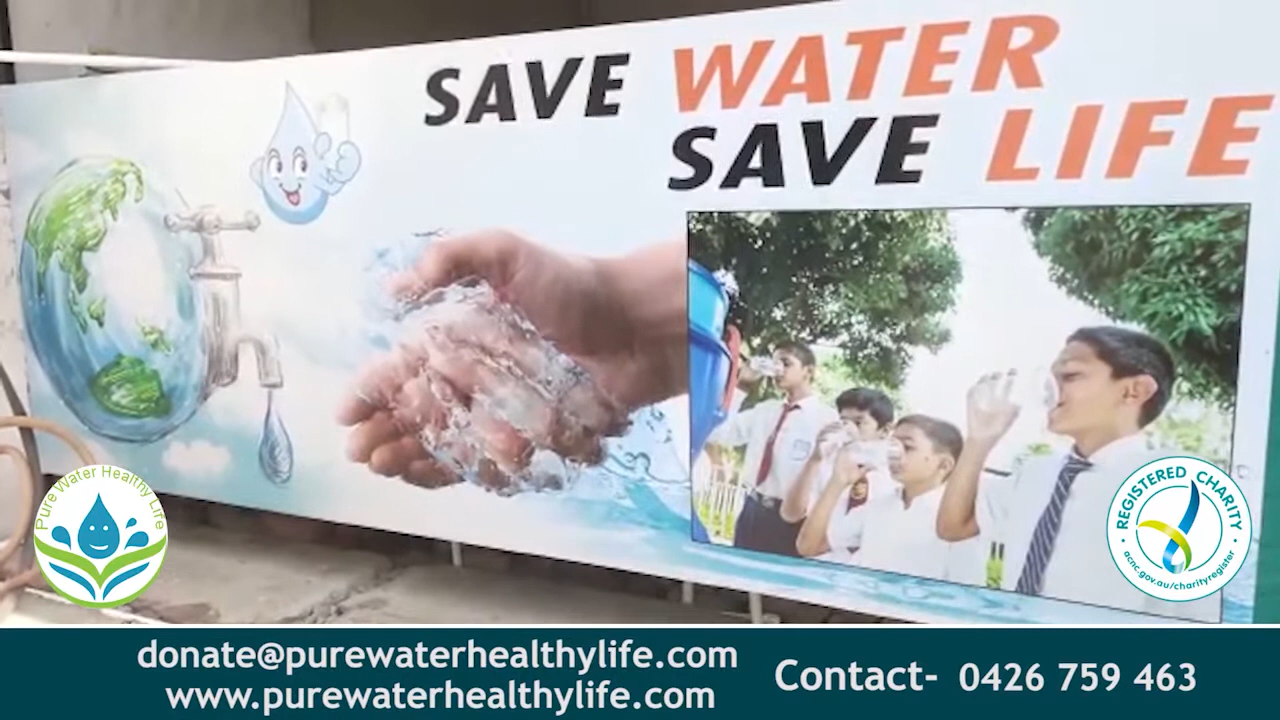 SAVE WATER
SAVE LIFE
Pure Water Healthy Life
REGISTERED CHARITY
acnc.gov.au/charityregister
donate@purewaterhealthylife.com
www.purewaterhealthylife.com
Contact- 0426 759 463